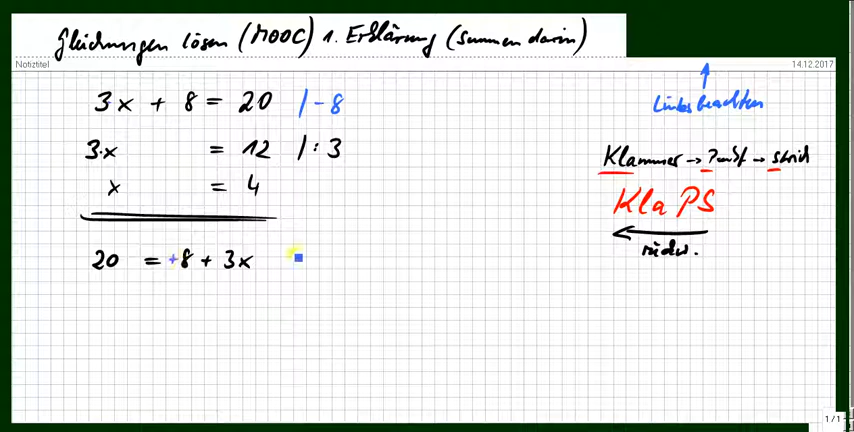 Gleichungen lösen (MOOC) 1. Erklärung (Summen darin)
Notiztitel
14.12.2017
3x + 8 = 20 | - 8
3·x = 12 | : 3
x = 4
20 = +8 + 3x
beachten
Klammer → Punkt → Strich
KlaPS
rückw.
1/1